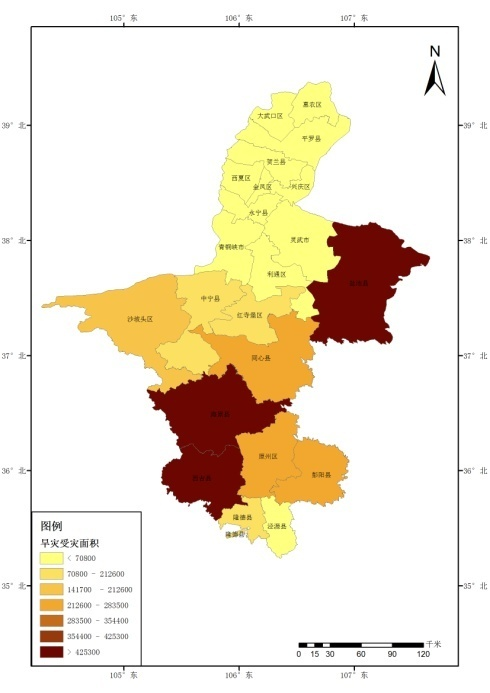 105° 东
106° 东
107° 东
N
39° 北
39° 北
大武口区
惠农区
平罗县
贺兰县
西夏区
金凤区
兴庆区
永宁县
38° 北
38° 北
青铜峡市
灵武市
利通区
盐池县
中宁县
沙坡头区
红寺堡区
37° 北
37° 北
同心县
海原县
36° 北
36° 北
原州区
彭阳县
西吉县
隆德县
泾源县
隆德县
图例
旱灾受灾面积
< 70800
70800 - 212600
141700 - 212600
212600 - 283500
283500 - 354400
354400 - 425300
> 425300
35° 北
35° 北
千米
0 15 30 60 90 120
105° 东
106° 东
107° 东